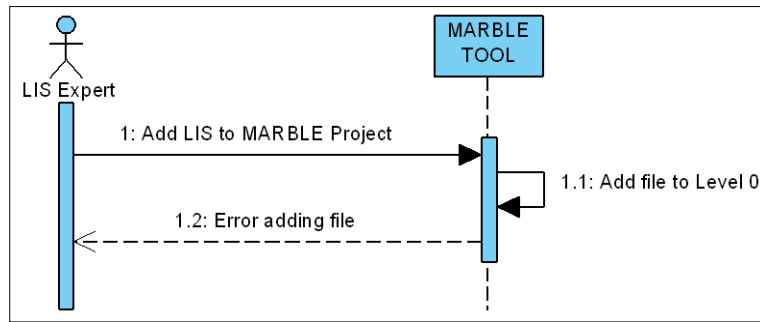 MARBLE
TOOL
LIS Expert
1: Add LIS to MARBLE Project
1.1: Add file to Level 0
1.2: Error adding file